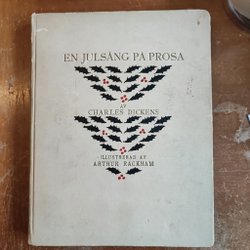 EN JULSÅNG PÅ PROSA
AV
CHARLES DICKENS
ILLUSTRERAD AV
ARTHUR RACKHAM